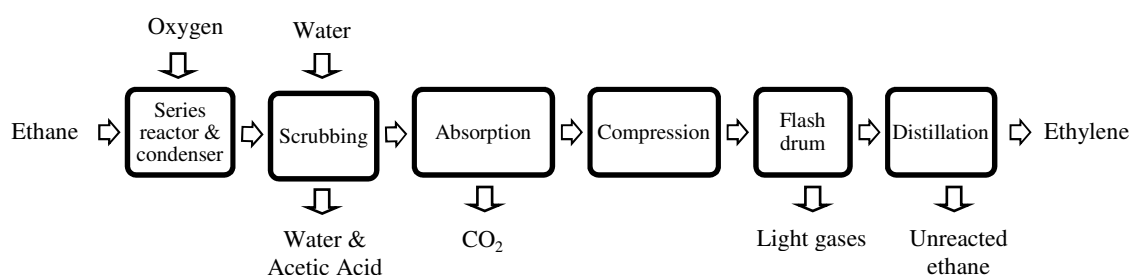 Oxygen
Water
Ethane
Series
reactor &
condenser
Scrubbing
Absorption
Compression
Flash
drum
Distillation
Ethylene
Water &
Acetic Acid
CO₂
Light gases
Unreacted
ethane